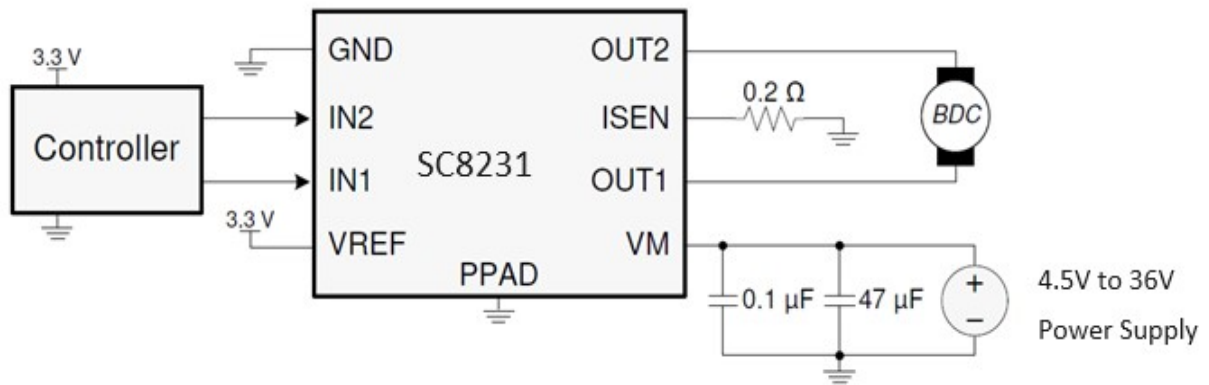 3.3 V
Controller
3.3 V
GND
IN2
IN1
VREF
SC8231
PPAD
OUT2
ISEN
OUT1
VM
0.2 Ω
BDC
0.1 µF
47 µF
+
−
4.5V to 36V
Power Supply